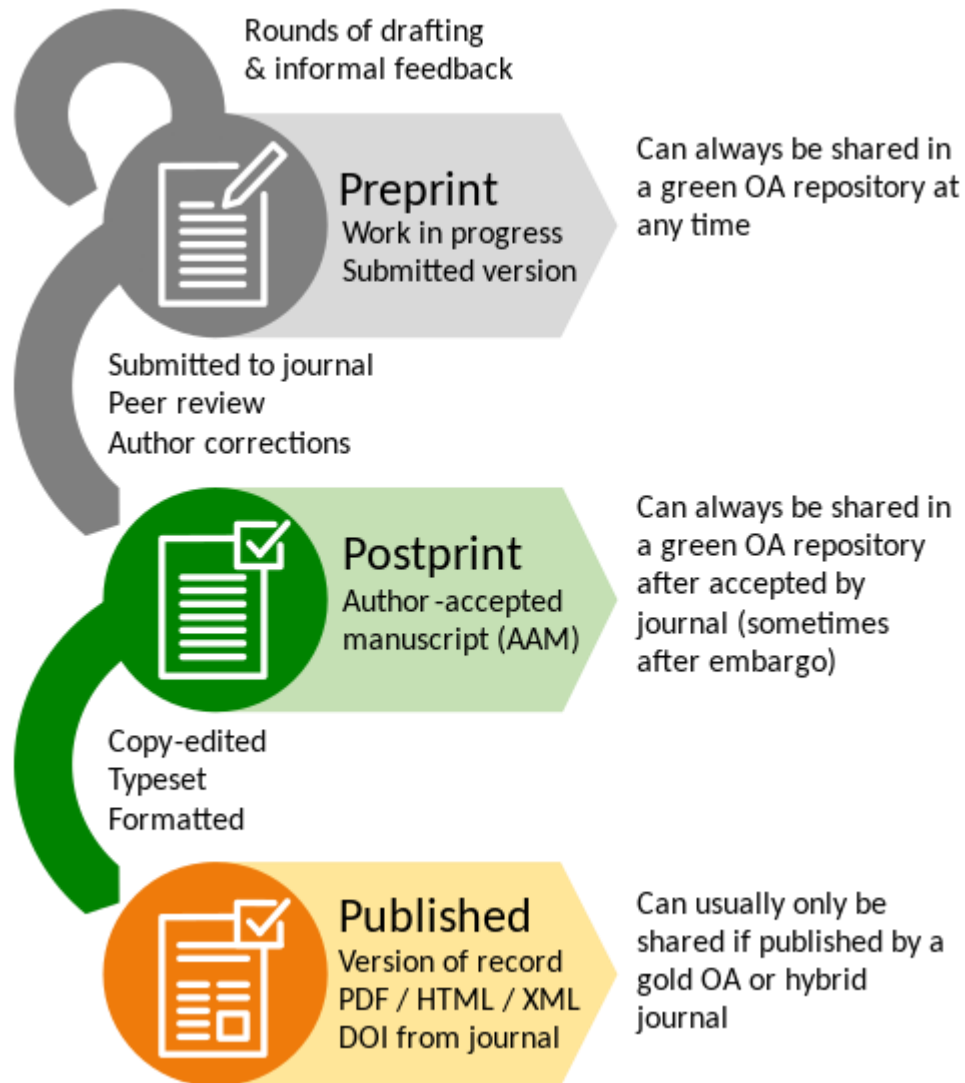 Rounds of drafting
& informal feedback
Preprint
Work in progress
Submitted version
Can always be shared in
a green OA repository at
any time
Submitted to journal
Peer review
Author corrections
Postprint
Author-accepted
manuscript (AAM)
Can always be shared in
a green OA repository
after accepted by
journal (sometimes
after embargo)
Copy-edited
Typeset
Formatted
Published
Version of record
PDF / HTML / XML
DOI from journal
Can usually only be
shared if published by a
gold OA or hybrid
journal